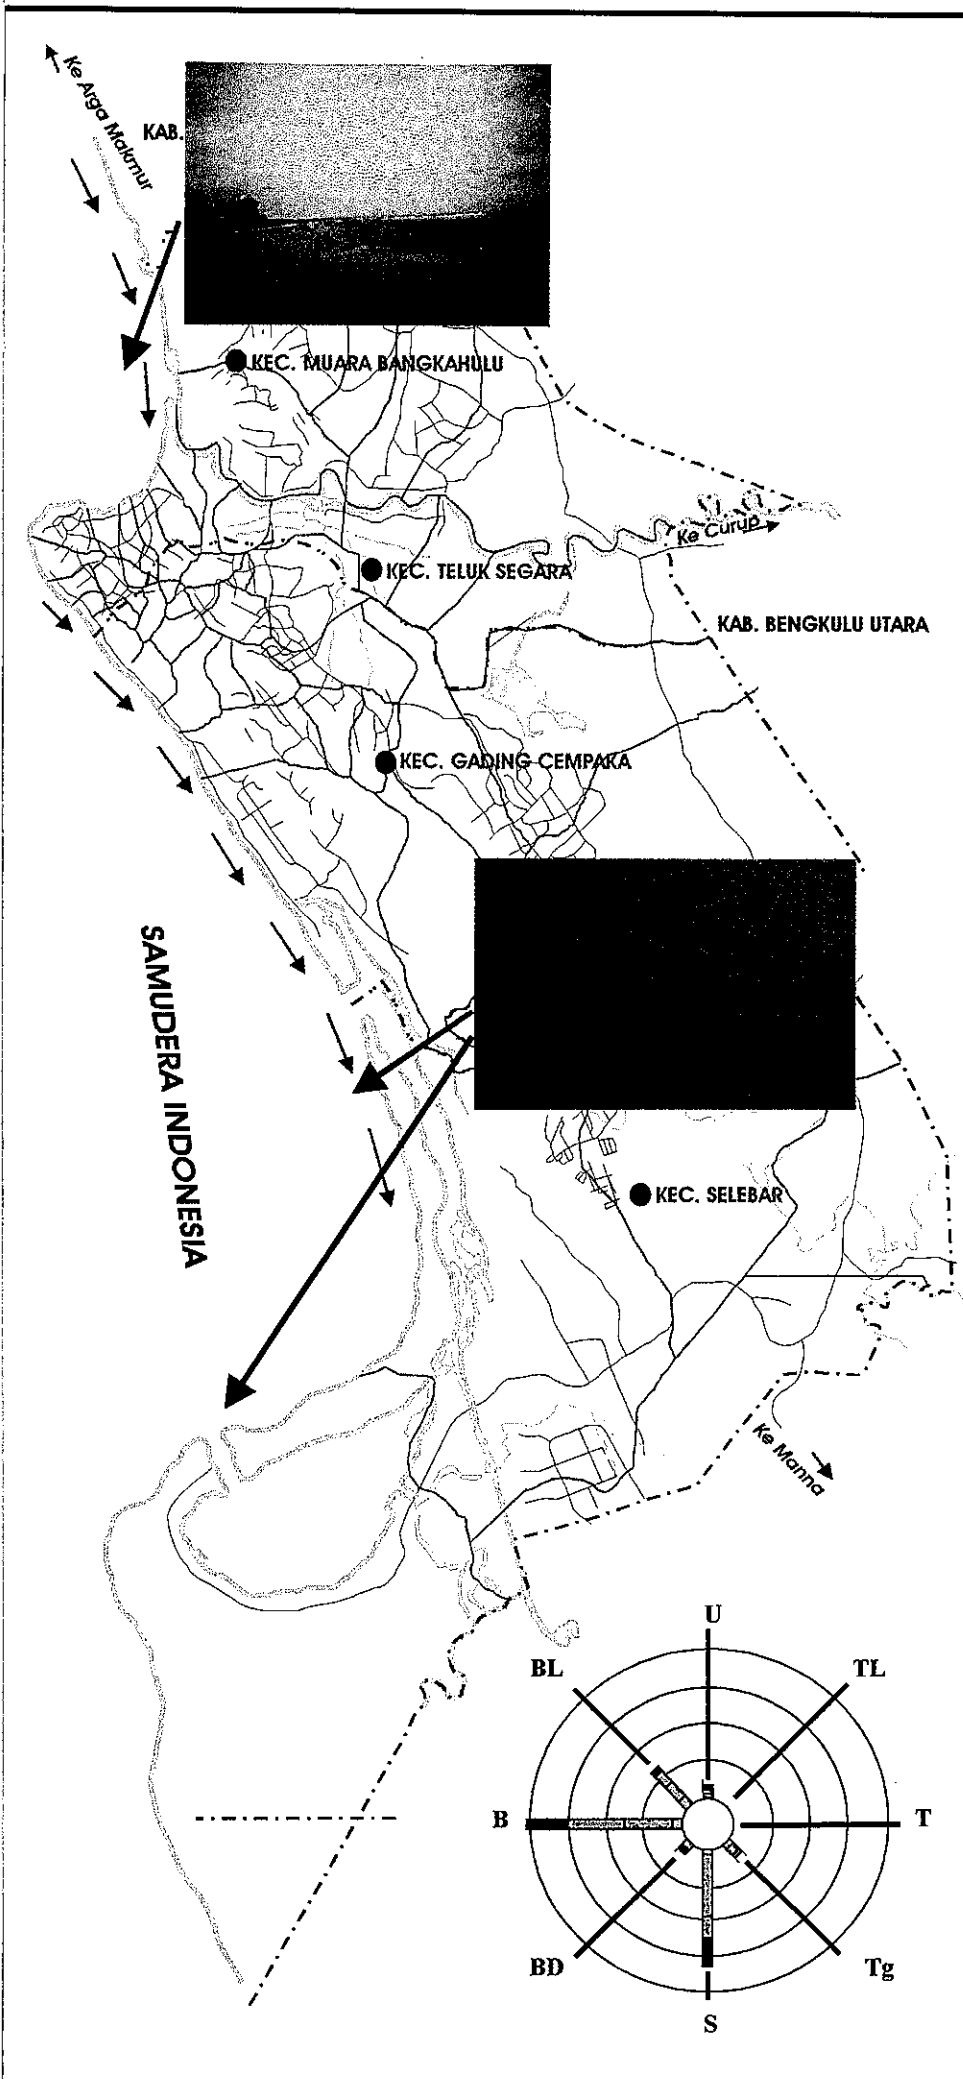 Ke Arga Makmur
KAB.
KEC. MUARA BANGKAHULU
Ke Curup
KEC. TELUK SEGARA
KAB. BENGKULU UTARA
KEC. GADING CEMPAKA
SAMUDERA INDONESIA
KEC. SELEBAR
Ke Manna
U
BL
TL
B
T
BD
Tg
S